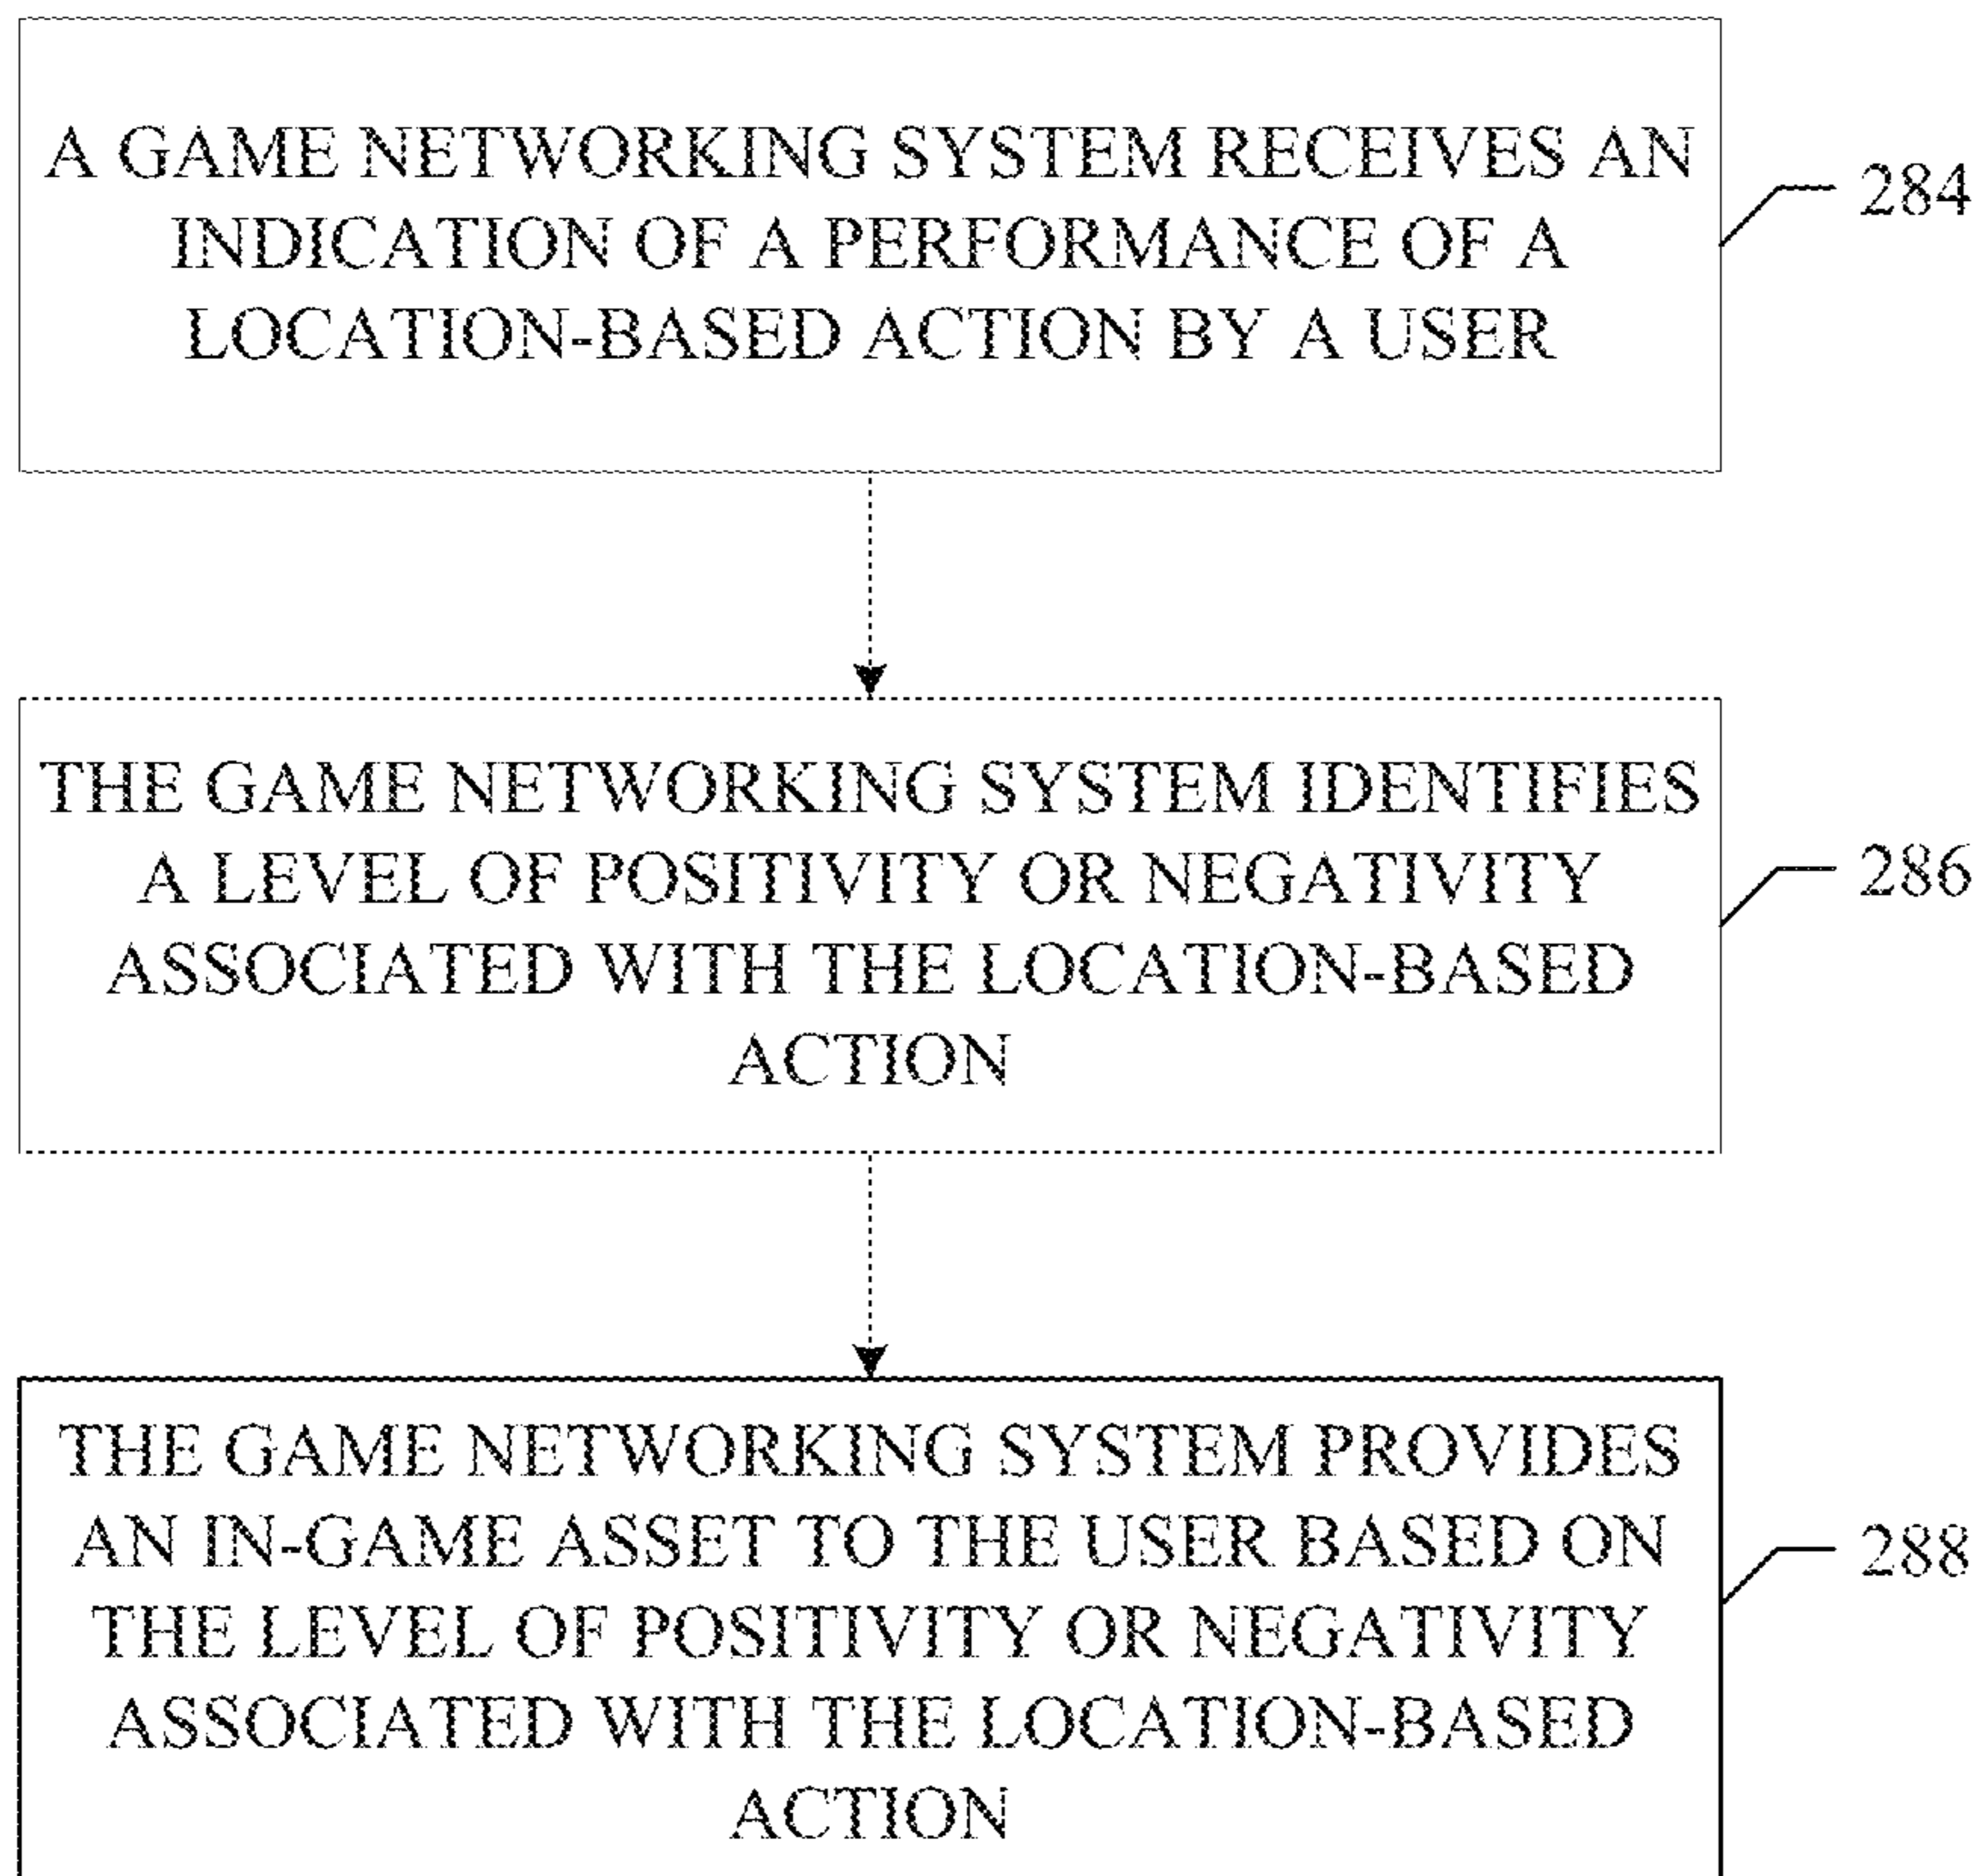 A GAME NETWORKING SYSTEM RECEIVES AN
INDICATION OF A PERFORMANCE OF A
LOCATION-BASED ACTION BY A USER
284
THE GAME NETWORKING SYSTEM IDENTIFIES
A LEVEL OF POSITIVITY OR NEGATIVITY
ASSOCIATED WITH THE LOCATION-BASED
ACTION
286
THE GAME NETWORKING SYSTEM PROVIDES
AN IN-GAME ASSET TO THE USER BASED ON
THE LEVEL OF POSITIVITY OR NEGATIVITY
ASSOCIATED WITH THE LOCATION-BASED
ACTION
288